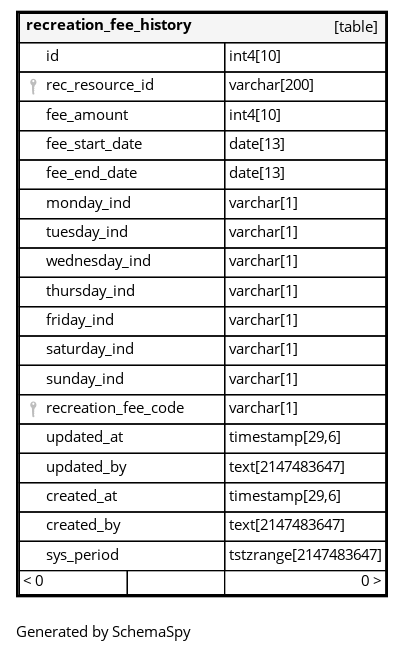 recreation_fee_history [table]
id int4[10]
rec_resource_id varchar[200]
fee_amount int4[10]
fee_start_date date[13]
fee_end_date date[13]
monday_ind varchar[1]
tuesday_ind varchar[1]
wednesday_ind varchar[1]
thursday_ind varchar[1]
friday_ind varchar[1]
saturday_ind varchar[1]
sunday_ind varchar[1]
recreation_fee_code varchar[1]
updated_at timestamp[29,6]
updated_by text[2147483647]
created_at timestamp[29,6]
created_by text[2147483647]
sys_period tstzrange[2147483647]
< 0 0 >
Generated by SchemaSpy